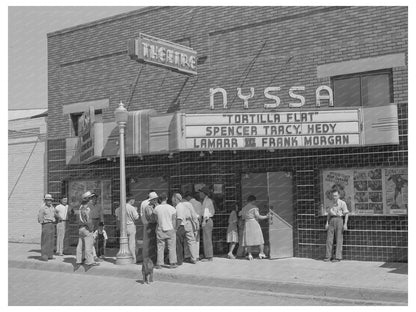 THEATRE
NYSSA
"TORTILLA FLAT"
SPENCER TRACY. HEDY
LAMARR FRANK MORGAN